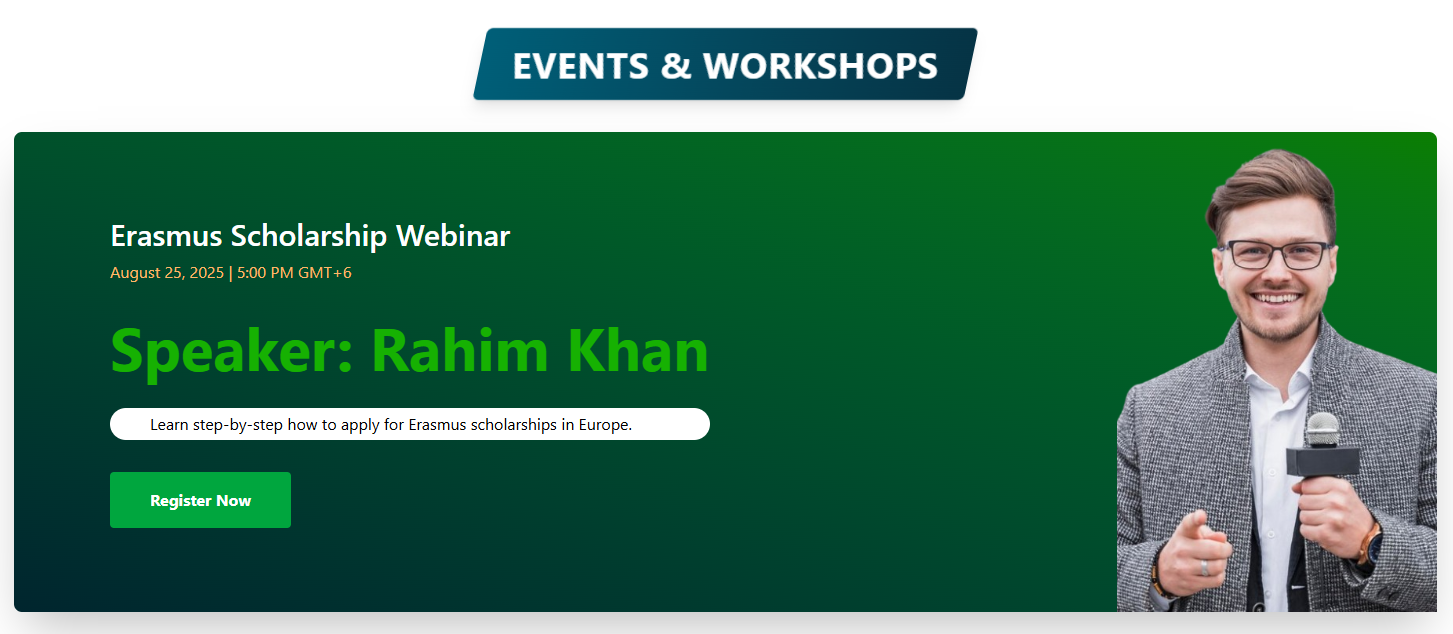 EVENTS & WORKSHOPS
Erasmus Scholarship Webinar
August 25, 2025 | 5:00 PM GMT+6
Speaker: Rahim Khan
Learn step-by-step how to apply for Erasmus scholarships in Europe.
Register Now